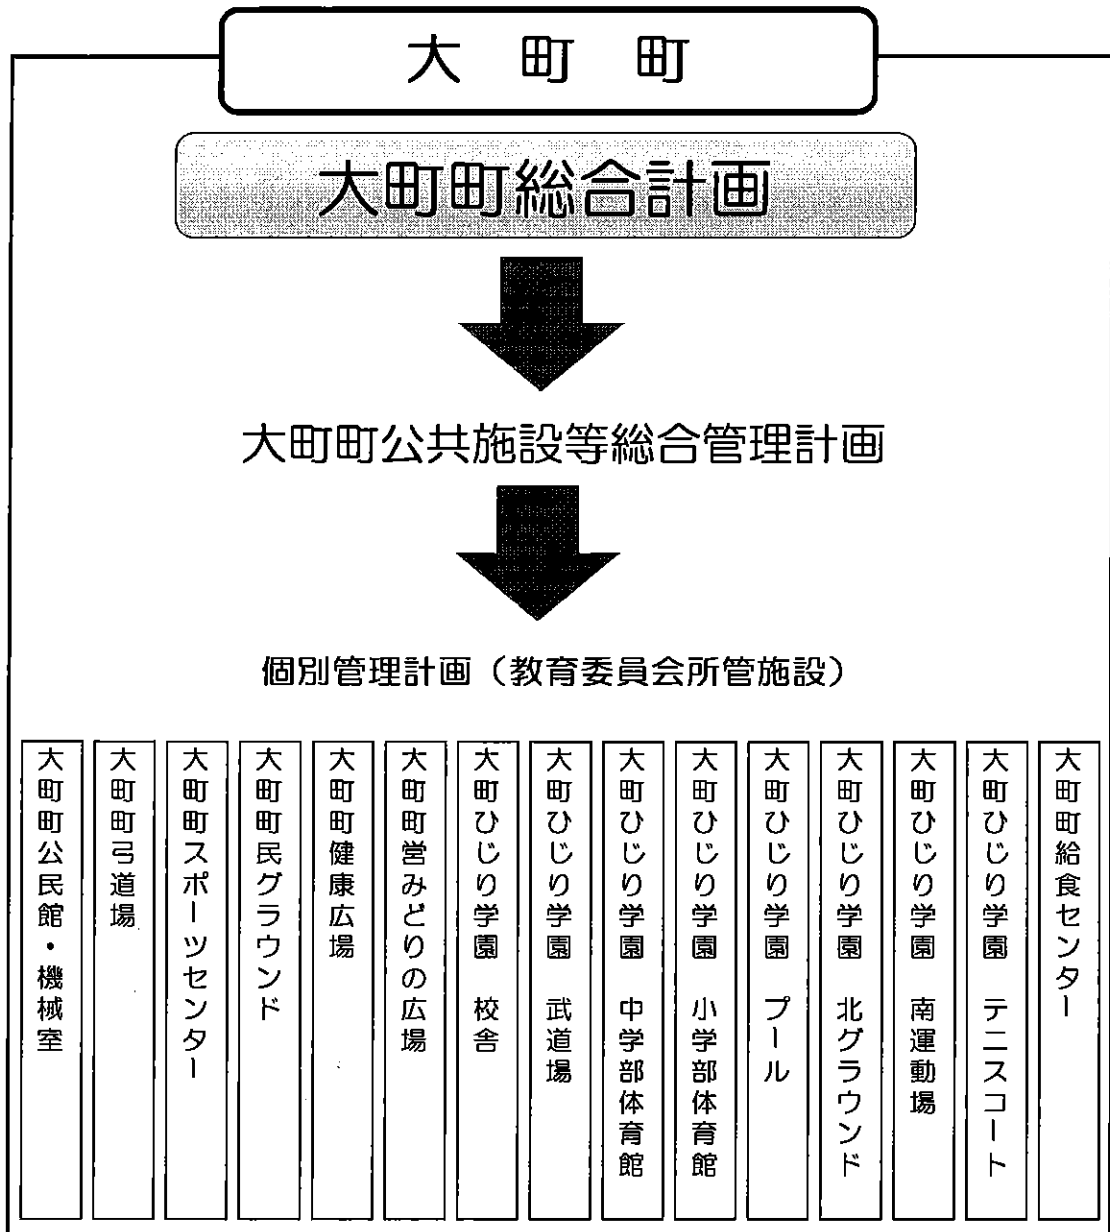 大町町
大町町総合計画
大町町公共施設等総合管理計画
個別管理計画（教育委員会所管施設）
大町町公民館・機械室
大町町弓道場
大町町スポーツセンター
大町町民グラウンド
大町町健康広場
大町町営みどりの広場
大町ひじり学園　校舎
大町ひじり学園　武道場
大町ひじり学園　中学部体育館
大町ひじり学園　小学部体育館
大町ひじり学園　プール
大町ひじり学園　北グラウンド
大町ひじり学園　南運動場
大町ひじり学園　テニスコート
大町町給食センター